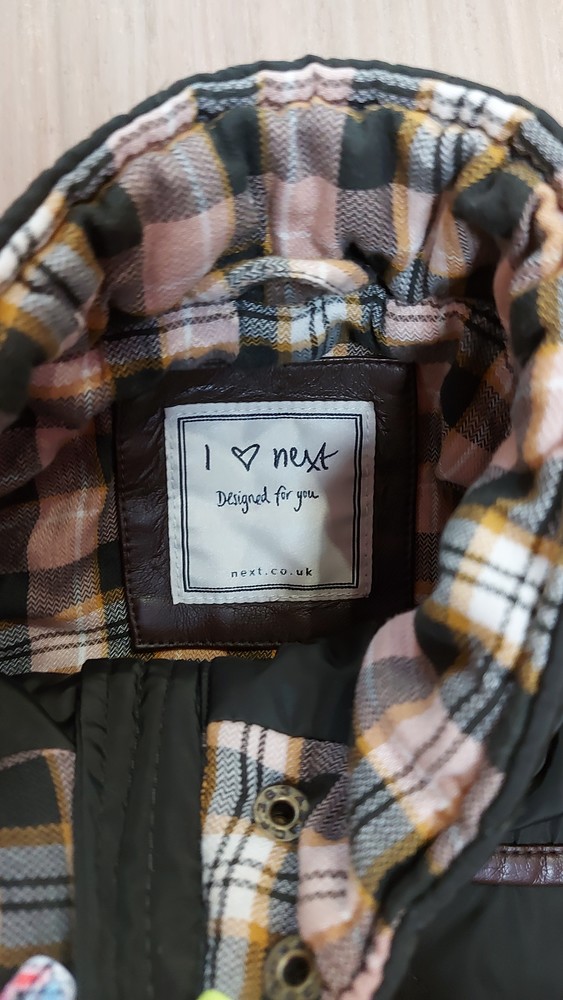 I ♡ next
Designed for you
next.co.uk